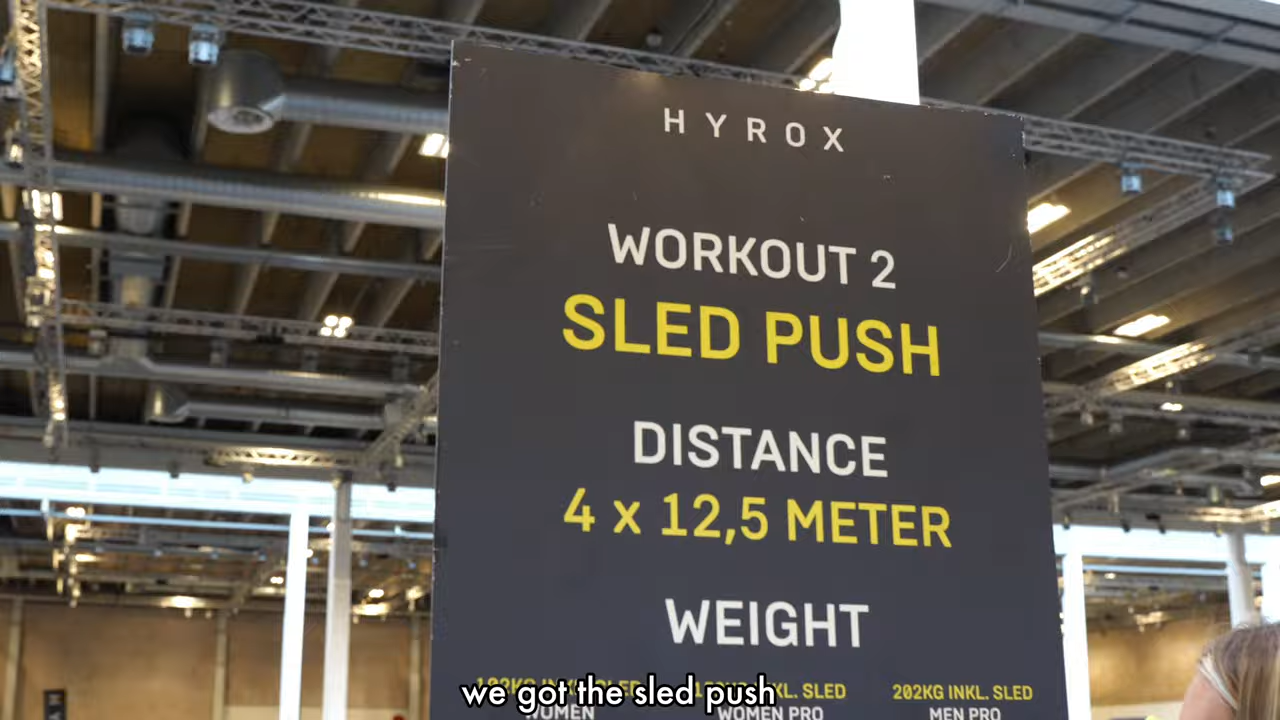 HYROX
WORKOUT 2
SLED PUSH
DISTANCE
4 x 12,5 METER
WEIGHT
INKL. SLED 202KG INKL. SLED
WOMEN WOMEN PRO MEN PRO
we got the sled push